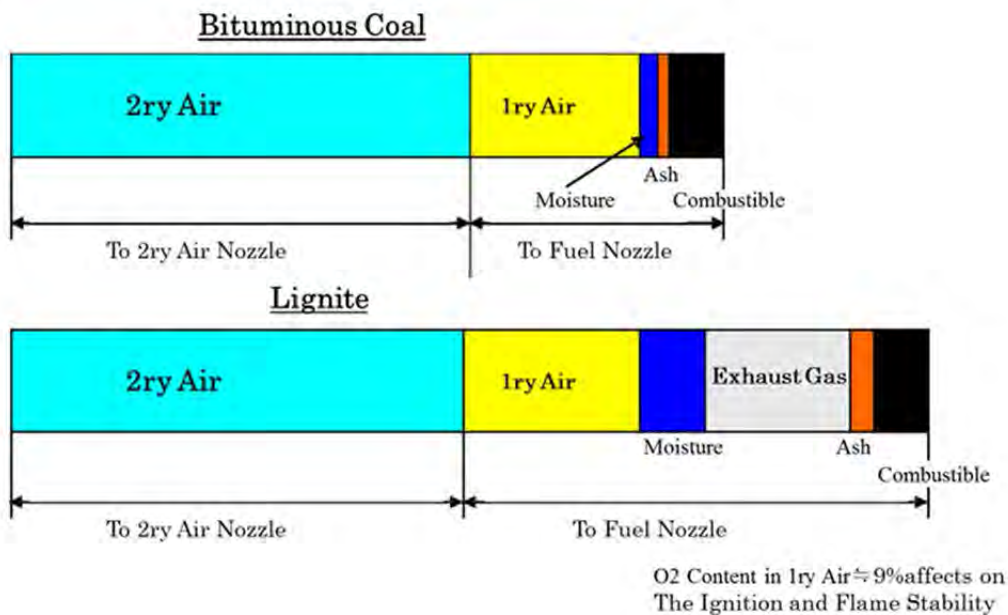 Bituminous Coal
2ry Air
1ry Air
Ash
Moisture
Combustible
To 2ry Air Nozzle
To Fuel Nozzle
Lignite
2ry Air
1ry Air
Exhaust Gas
Moisture
Ash
Combustible
To 2ry Air Nozzle
To Fuel Nozzle
O2 Content in 1ry Air≒9%affects on
The Ignition and Flame Stability